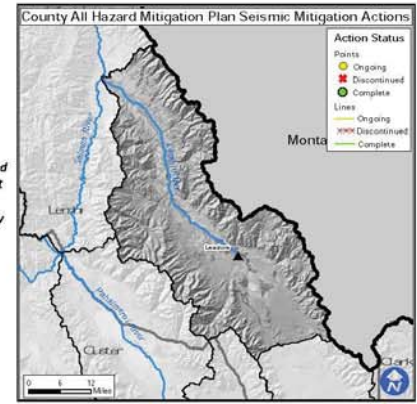 County All Hazard Mitigation Plan Seismic Mitigation Actions
Action Status
Points
Ongoing
Discontinued
Complete
Lines
Ongoing
Discontinued
Complete
Lemhi
Leadore
Custer
Clark
0 6 12
Miles
N